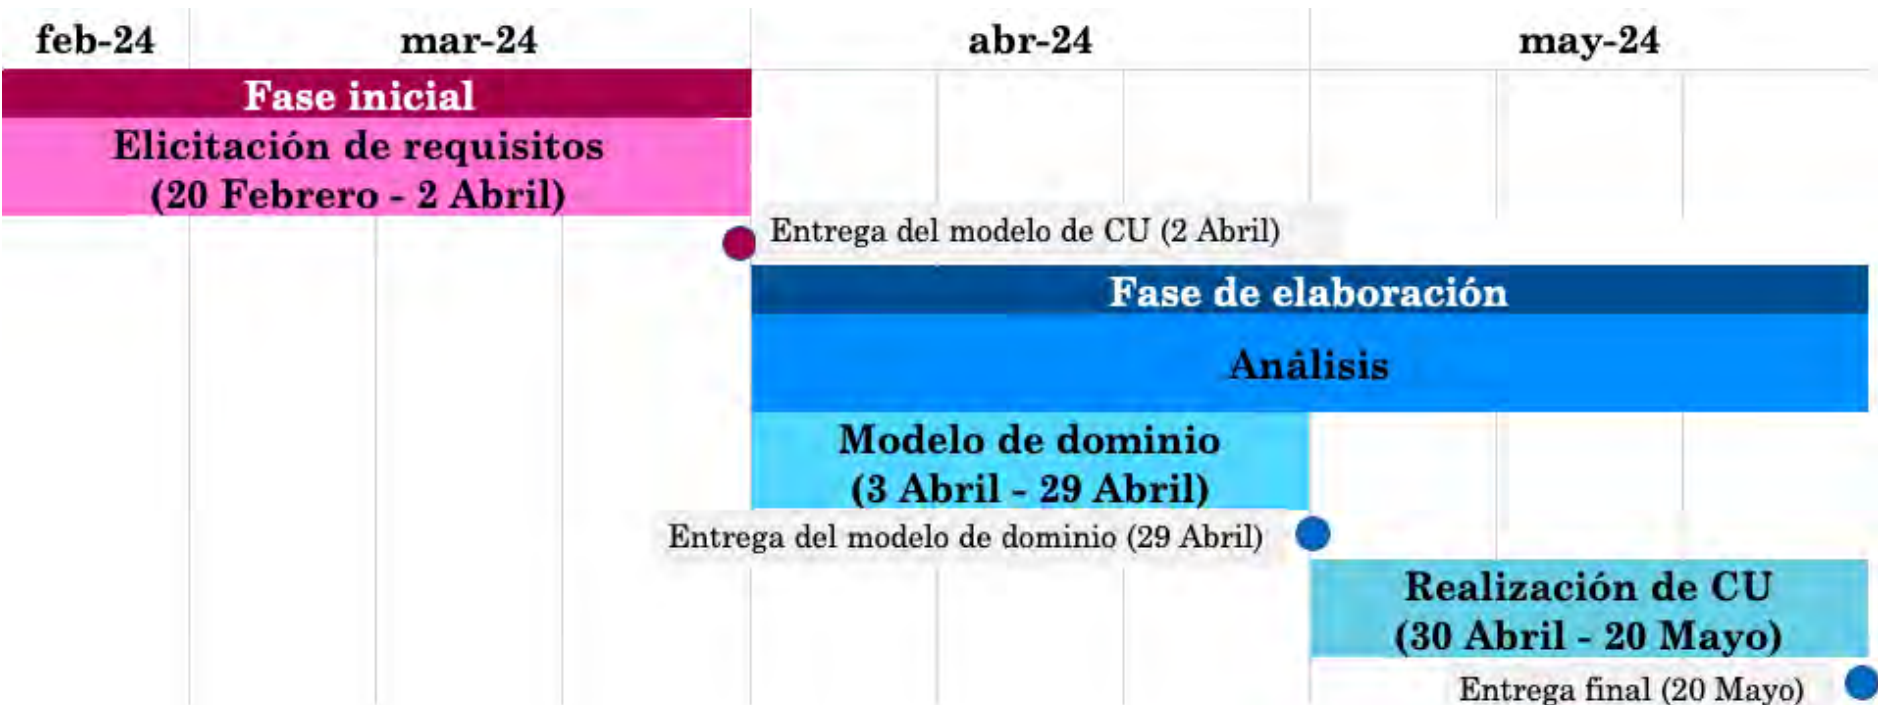 feb-24 mar-24 abr-24 may-24
Fase inicial
Elicitación de requisitos
(20 Febrero - 2 Abril)
Entrega del modelo de CU (2 Abril)
Fase de elaboración
Análisis
Modelo de dominio
(3 Abril - 29 Abril)
Entrega del modelo de dominio (29 Abril)
Realización de CU
(30 Abril - 20 Mayo)
Entrega final (20 Mayo)